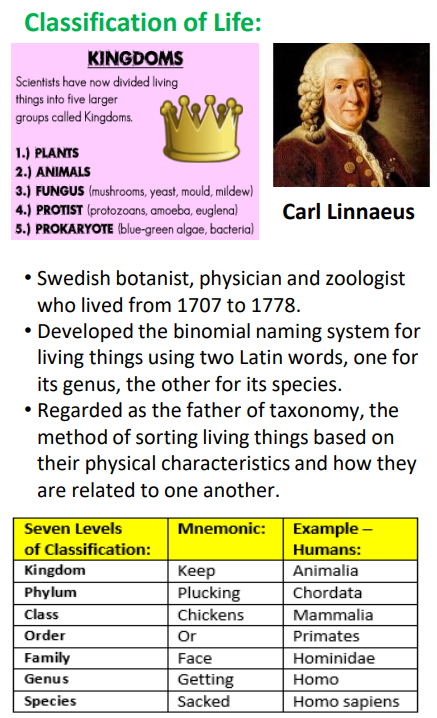 Classification of Life:
KINGDOMS
Scientists have now divided living
things into five larger
groups called Kingdoms.
1.) PLANTS
2.) ANIMALS
3.) FUNGUS (mushrooms, yeast, mould, mildew)
4.) PROTIST (protozoans, amoeba, euglena)
5.) PROKARYOTE (blue-green algae, bacteria)
Carl Linnaeus
• Swedish botanist, physician and zoologist
who lived from 1707 to 1778.
• Developed the binomial naming system for
living things using two Latin words, one for
its genus, the other for its species.
• Regarded as the father of taxonomy, the
method of sorting living things based on
their physical characteristics and how they
are related to one another.
Seven Levels of Classification: Mnemonic: Example – Humans:
Kingdom Keep Animalia
Phylum Plucking Chordata
Class Chickens Mammalia
Order Or Primates
Family Face Hominidae
Genus Getting Homo
Species Sacked Homo sapiens